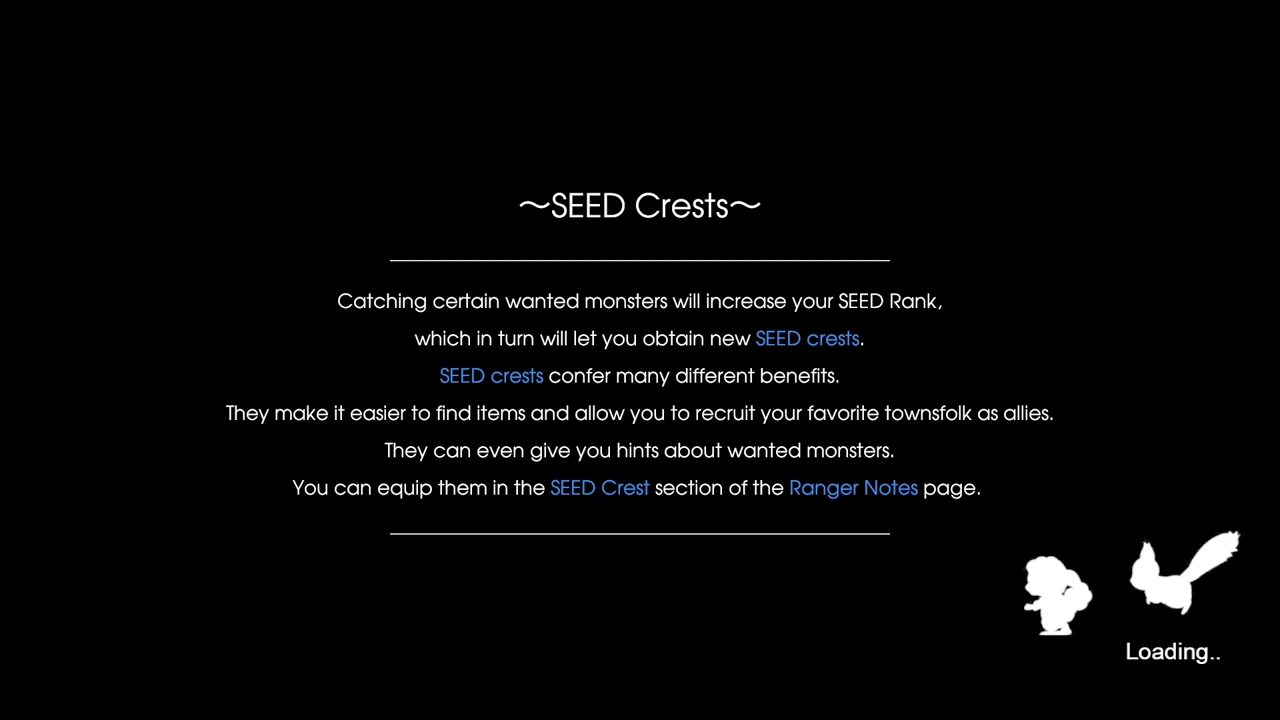 ～SEED Crests～
Catching certain wanted monsters will increase your SEED Rank,
which in turn will let you obtain new SEED crests.
SEED crests confer many different benefits.
They make it easier to find items and allow you to recruit your favorite townsfolk as allies.
They can even give you hints about wanted monsters.
You can equip them in the SEED Crest section of the Ranger Notes page.
Loading..